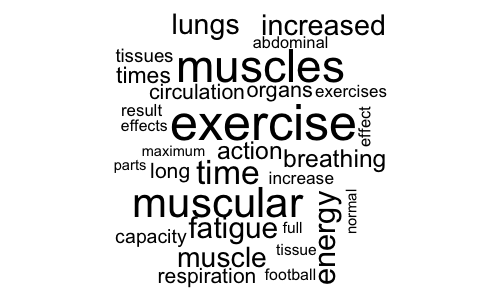 lungs increased
abdominal
tissues
times muscles
circulation organs exercises
result
effects exercise effect
maximum action breathing
parts long time increase
muscular energy normal
capacity fatigue full
muscle tissue
respiration football